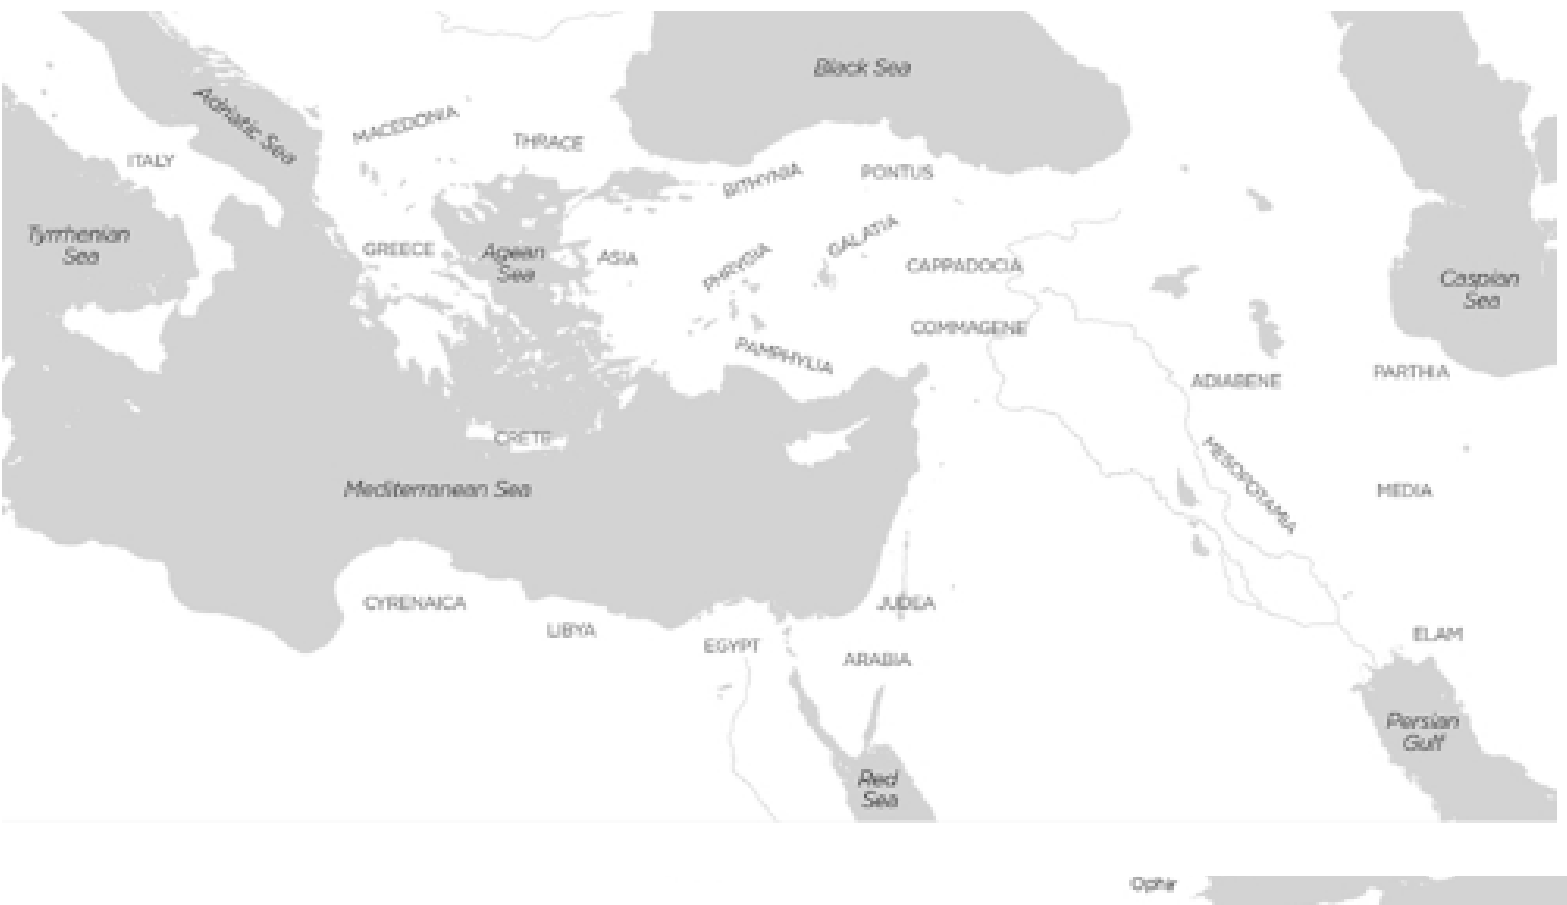 Black Sea
Adriatic Sea
MACEDONIA
THRACE
ITALY
BITHYNIA
PONTUS
Tyrrhenian
Sea
GREECE
Agean
Sea
ASIA
PHRYGIA
GALATIA
CAPPADOCIA
Caspian
Sea
COMMAGENE
PAMPHYLIA
ADIABENE
PARTHIA
CRETE
MESOPOTAMIA
Mediterranean Sea
MEDIA
CYRENAICA
JUDEA
LIBYA
EGYPT
ARABIA
ELAM
Persian
Gulf
Red
Sea
Ophir